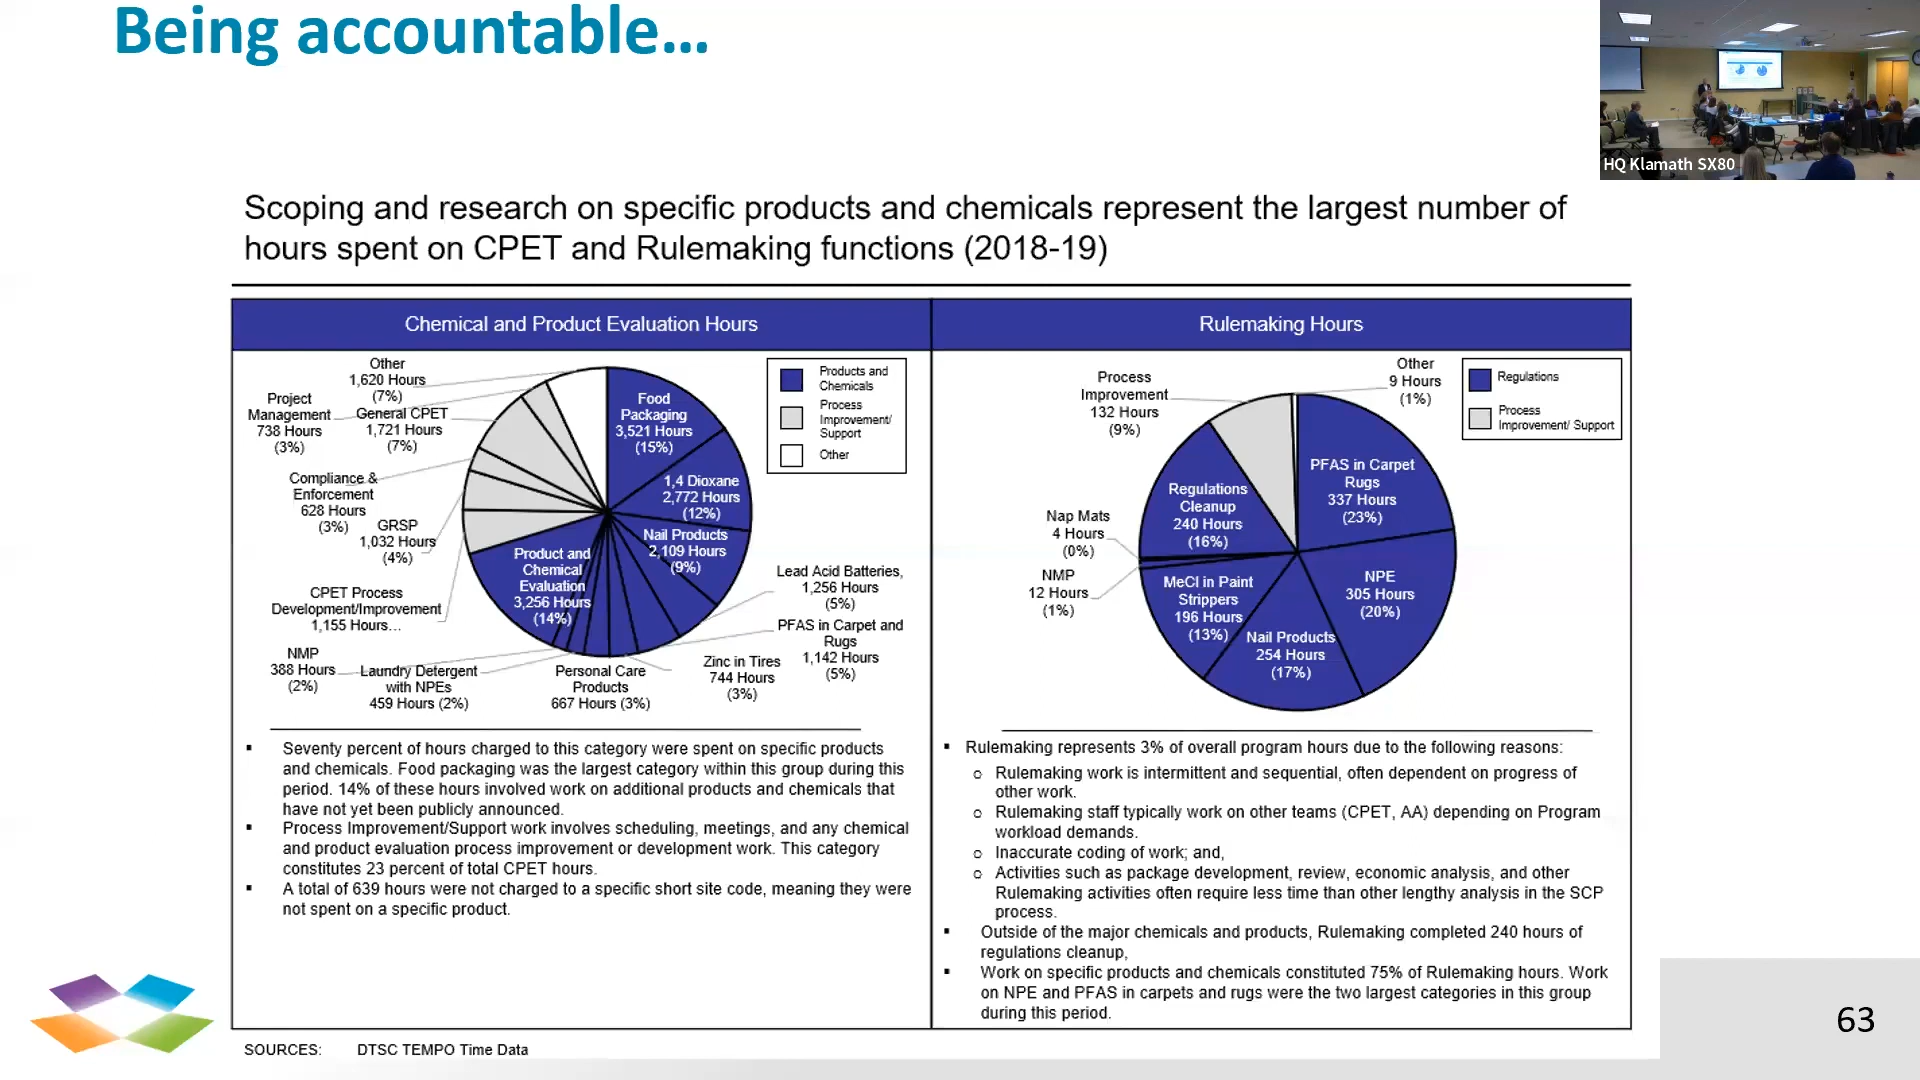 Being accountable...
HQ Klamath SX80
Scoping and research on specific products and chemicals represent the largest number of
hours spent on CPET and Rulemaking functions (2018-19)
Chemical and Product Evaluation Hours
Other
1,620 Hours
(7%)
Project
Management
738 Hours
(3%)
General CPET
1,721 Hours
(7%)
Compliance &
Enforcement
628 Hours
(3%)
GRSP
1,032 Hours
(4%)
CPET Process
Development/Improvement
1,155 Hours...
NMP
388 Hours
(2%)
Laundry Detergent
with NPEs
459 Hours (2%)
Personal Care
Products
667 Hours (3%)
Zinc in Tires
744 Hours
(3%)
PFAS in Carpet and
Rugs
1,142 Hours
(5%)
Lead Acid Batteries,
1,256 Hours
(5%)
Food
Packaging
3,521 Hours
(15%)
1,4 Dioxane
2,772 Hours
(12%)
Nail Products
2,109 Hours
(9%)
Product and
Chemical
Evaluation
3,256 Hours
(14%)
Products and
Chemicals
Process
Improvement/
Support
Other
▪ Seventy percent of hours charged to this category were spent on specific products
and chemicals. Food packaging was the largest category within this group during this
period. 14% of these hours involved work on additional products and chemicals that
have not yet been publicly announced.
▪ Process Improvement/Support work involves scheduling, meetings, and any chemical
and product evaluation process improvement or development work. This category
constitutes 23 percent of total CPET hours.
▪ A total of 639 hours were not charged to a specific short site code, meaning they were
not spent on a specific product.
Rulemaking Hours
Process
Improvement
132 Hours
(9%)
Other
9 Hours
(1%)
Regulations
Process
Improvement/ Support
PFAS in Carpet
Rugs
337 Hours
(23%)
Regulations
Cleanup
240 Hours
(16%)
Nap Mats
4 Hours
(0%)
NMP
12 Hours
(1%)
MeCl in Paint
Strippers
196 Hours
(13%)
NPE
305 Hours
(20%)
Nail Products
254 Hours
(17%)
▪ Rulemaking represents 3% of overall program hours due to the following reasons:
o Rulemaking work is intermittent and sequential, often dependent on progress of
other work.
o Rulemaking staff typically work on other teams (CPET, AA) depending on Program
workload demands.
o Inaccurate coding of work; and,
o Activities such as package development, review, economic analysis, and other
Rulemaking activities often require less time than other lengthy analysis in the SCP
process.
▪ Outside of the major chemicals and products, Rulemaking completed 240 hours of
regulations cleanup,
▪ Work on specific products and chemicals constituted 75% of Rulemaking hours. Work
on NPE and PFAS in carpets and rugs were the two largest categories in this group
during this period.
SOURCES: DTSC TEMPO Time Data
63